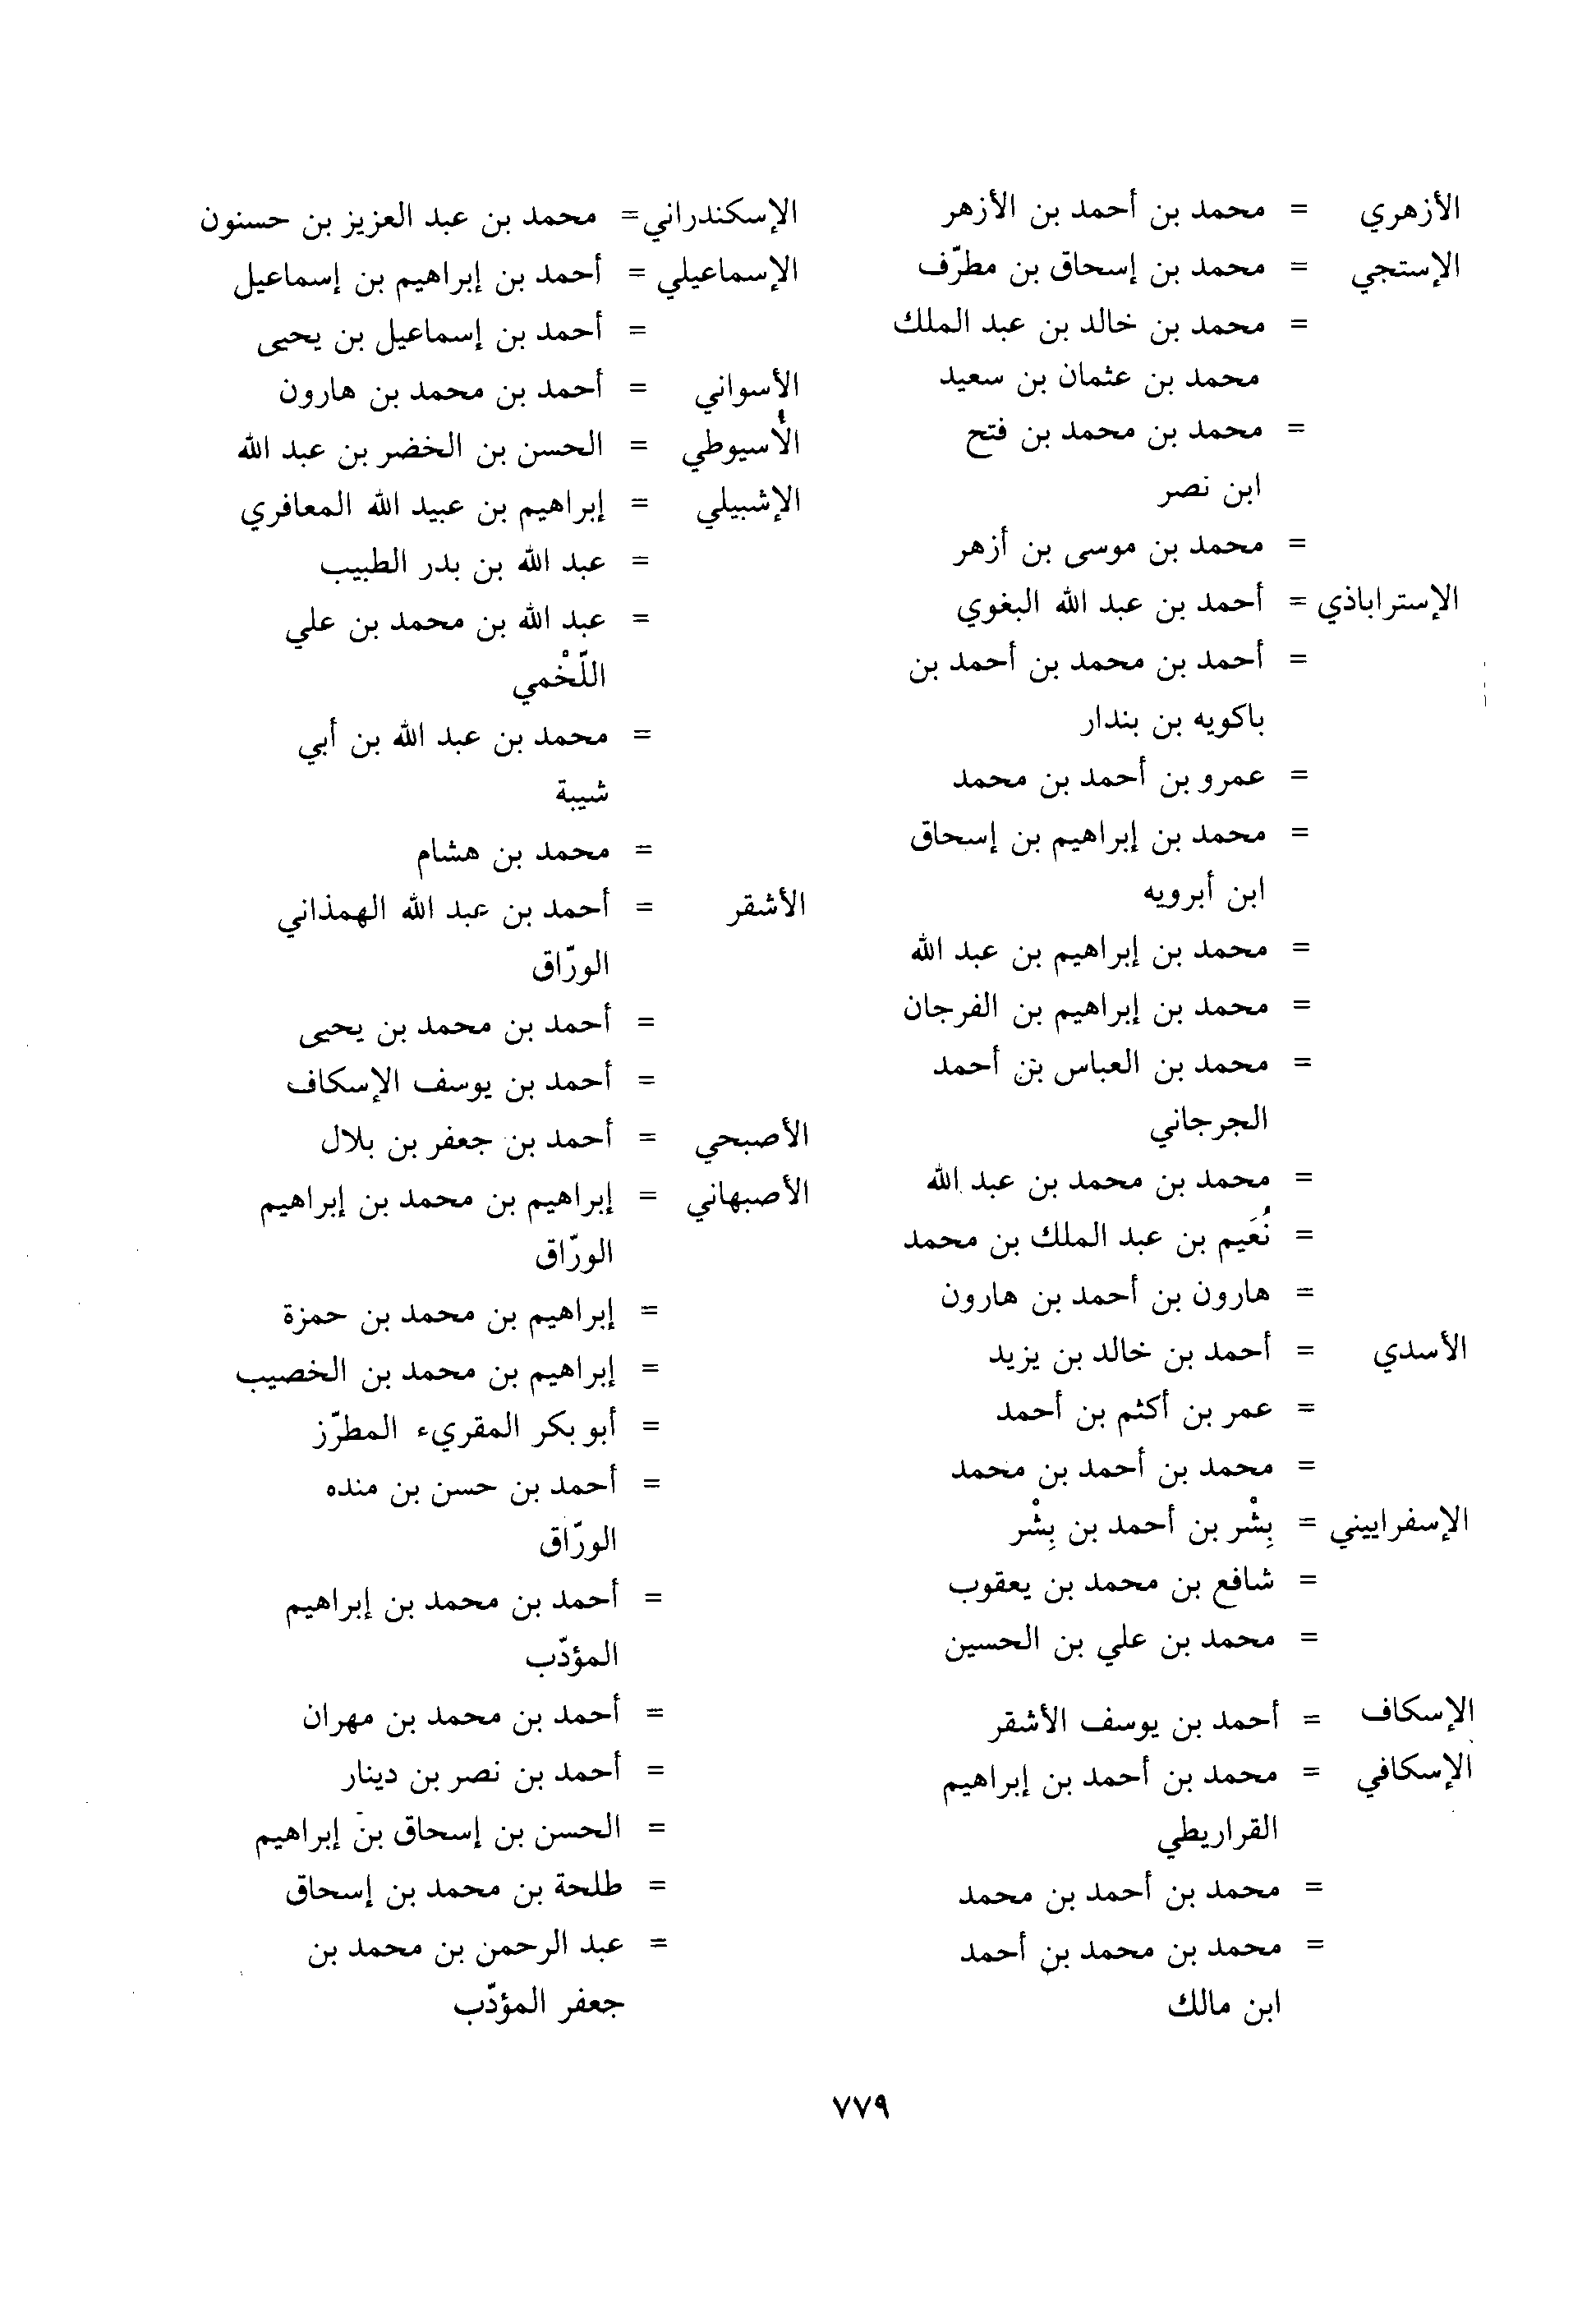 الأزهري = محمد بن أحمد بن الأزهر
الإستجي = محمد بن إسحاق بن مطرّف
= محمد بن خالد بن عبد الملك
محمد بن عثمان بن سعيد
= محمد بن محمد بن فتح
ابن نصر
= محمد بن موسى بن أزهر
الإستراباذي = أحمد بن عبد الله البغوي
= أحمد بن محمد بن أحمد بن
باكويه بن بندار
= عمرو بن أحمد بن محمد
= محمد بن إبراهيم بن إسحاق
ابن أبرويه
= محمد بن إبراهيم بن عبد الله
= محمد بن إبراهيم بن الفرجان
= محمد بن العباس بن أحمد
الجرجاني
= محمد بن محمد بن عبد الله
= نُعَيم بن عبد الملك بن محمد
= هارون بن أحمد بن هارون
الأسدي = أحمد بن خالد بن يزيد
= عمر بن أكثم بن أحمد
= محمد بن أحمد بن محمد
الإسفراييني = بِشْر بن أحمد بن بِشْر
= شافع بن محمد بن يعقوب
= محمد بن علي بن الحسين
الإسكاف = أحمد بن يوسف الأشقر
الإسكافي = محمد بن أحمد بن إبراهيم
القراريطي
= محمد بن أحمد بن محمد
= محمد بن محمد بن أحمد
ابن مالك
الإسكندراني = محمد بن عبد العزيز بن حسنون
الإسماعيلي = أحمد بن إبراهيم بن إسماعيل
= أحمد بن إسماعيل بن يحيى
الأسواني = أحمد بن محمد بن هارون
الأُسيوطي = الحسن بن الخضر بن عبد الله
الإشبيلي = إبراهيم بن عبيد الله المعافري
= عبد الله بن بدر الطبيب
= عبد الله بن محمد بن علي
اللّخْمي
= محمد بن عبد الله بن أبي
شيبة
= محمد بن هشام
الأشقر = أحمد بن عبد الله الهمذاني
الورّاق
= أحمد بن محمد بن يحيى
= أحمد بن يوسف الإسكاف
الأصبحي = أحمد بن جعفر بن بلال
الأصبهاني = إبراهيم بن محمد بن إبراهيم
الورّاق
= إبراهيم بن محمد بن حمزة
= إبراهيم بن محمد بن الخصيب
= أبو بكر المقريء المطرّز
= أحمد بن حسن بن منده
الورّاق
= أحمد بن محمد بن إبراهيم
المؤدّب
= أحمد بن محمد بن مهران
= أحمد بن نصر بن دينار
= الحسن بن إسحاق بن إبراهيم
= طلحة بن محمد بن إسحاق
= عبد الرحمن بن محمد بن
جعفر المؤدّب
٧٧٩